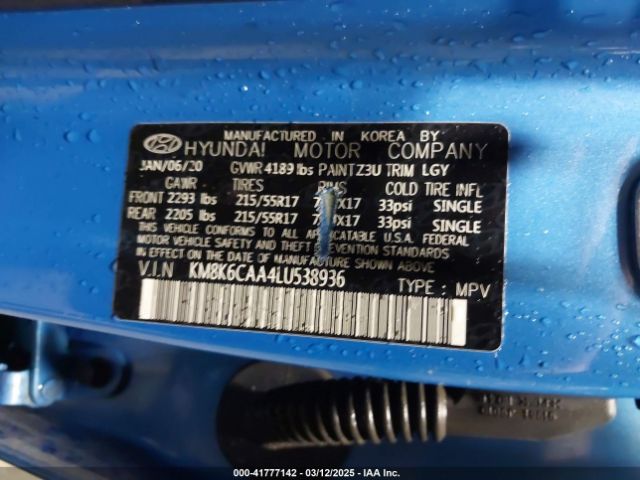 MANUFACTURED IN KOREA BY
HYUNDAI MOTOR COMPANY
JAN/06/20 GVWR 4189 lbs PAINT Z3U TRIM LGY
GAWR TIRES RIMS COLD TIRE INFL
FRONT 2293 lbs 215/55R17 X17 33psi SINGLE
REAR 2205 lbs 215/55R17 X17 33psi SINGLE
THIS VEHICLE CONFORMS TO ALL APPLICABLE U.S.A. FEDERAL
MOTOR VEHICLE SAFETY AND THEFT PREVENTION STANDARDS
IN EFFECT ON THE DATE OF MANUFACTURE SHOWN ABOVE.
V.I.N KM8K6CAA4LU538936 TYPE : MPV
000-41777142 - 03/12/2025 - IAA Inc.